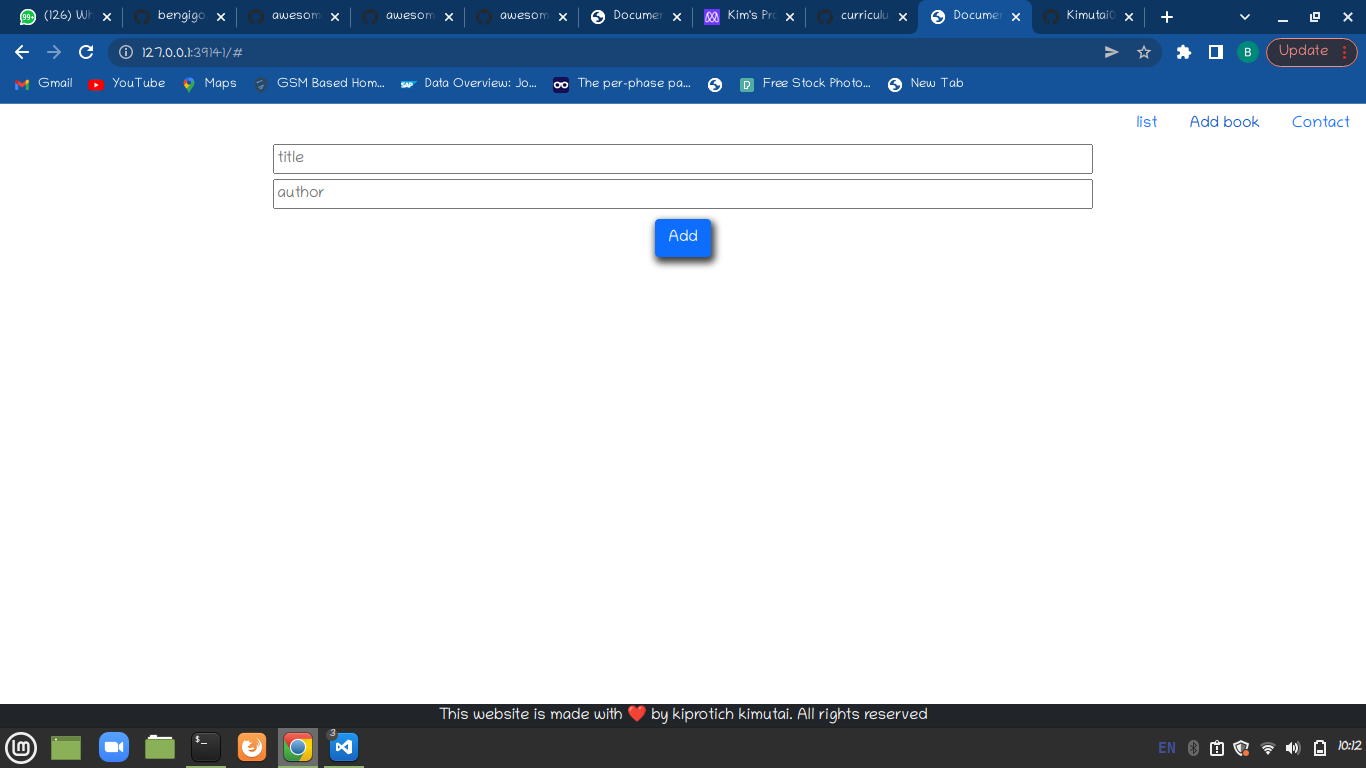 (126) Wh
bengigo
awesom
awesom
awesom
Documen
Kim's Pro
curriculu
Documen
Kimutai0
127.0.0.1:39141/#
B
Update
Gmail
YouTube
Maps
GSM Based Hom...
Data Overview: Jo...
The per-phase pa...
Free Stock Photo...
New Tab
list
Add book
Contact
title
author
Add
This website is made with ❤️ by kiprotich kimutai. All rights reserved
3
EN
10:12